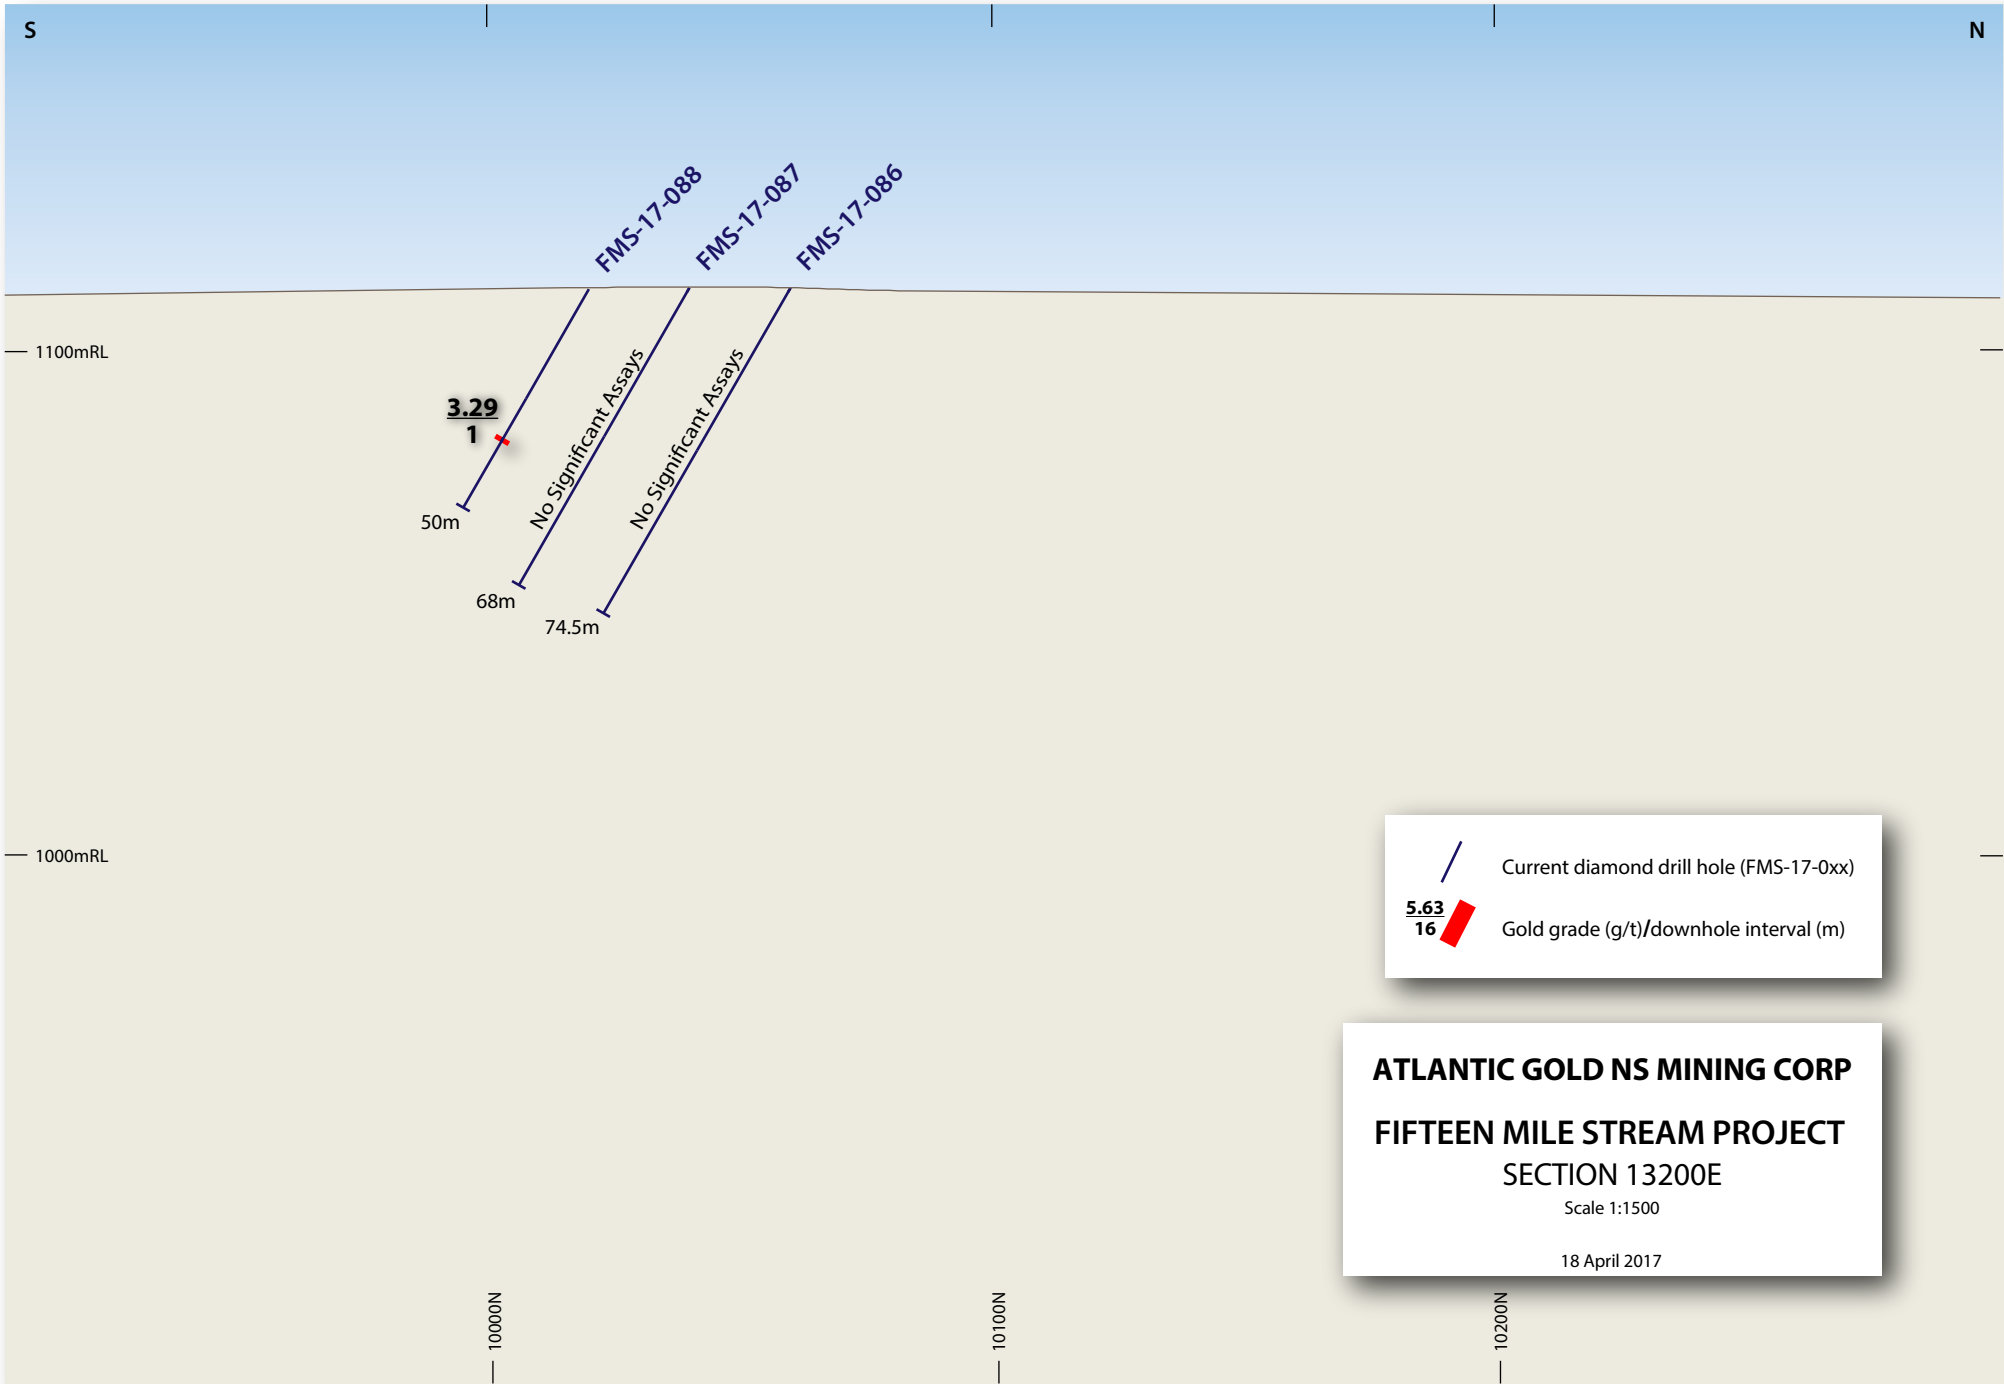 S
N
FMS-17-088
FMS-17-087
FMS-17-086
1100mRL
3.29
1
No Significant Assays
No Significant Assays
50m
68m
74.5m
1000mRL
Current diamond drill hole (FMS-17-0xx)
5.63
16
Gold grade (g/t)/downhole interval (m)
ATLANTIC GOLD NS MINING CORP
FIFTEEN MILE STREAM PROJECT
SECTION 13200E
Scale 1:1500
18 April 2017
10000N
10100N
10200N